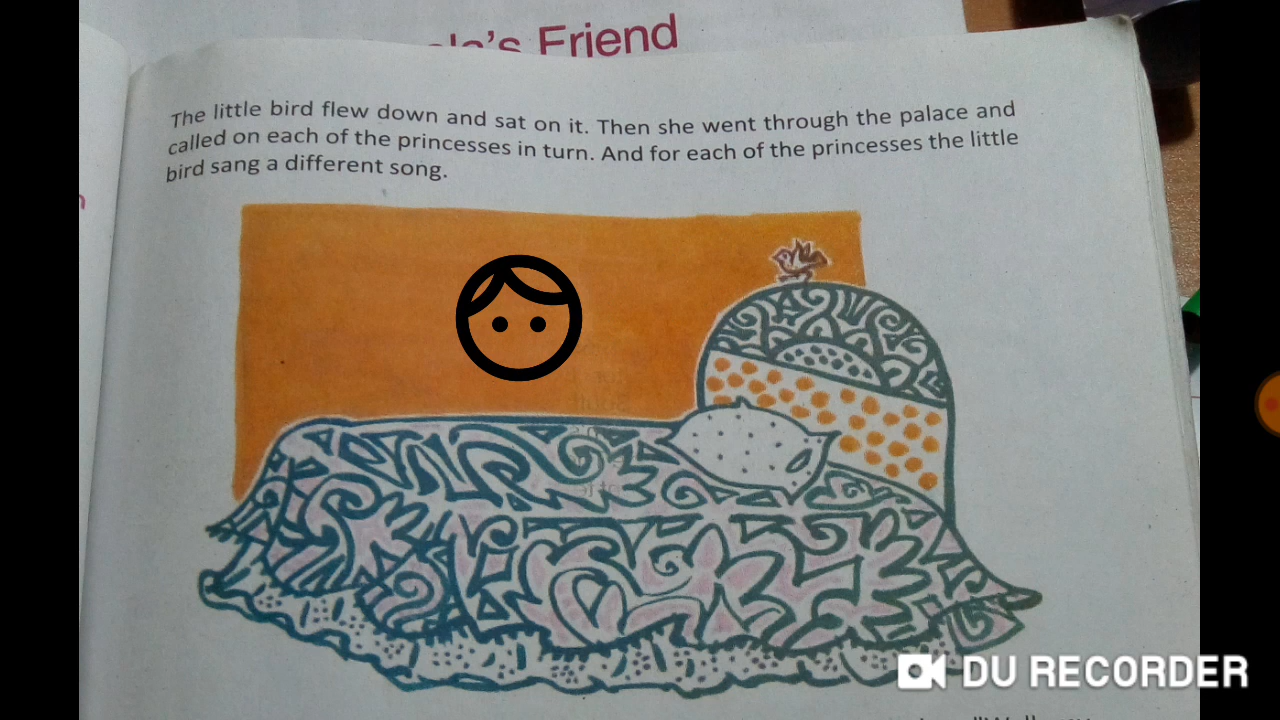 Friend
The little bird flew down and sat on it. Then she went through the palace and
called on each of the princesses in turn. And for each of the princesses the little
bird sang a different song.
DU RECORDER